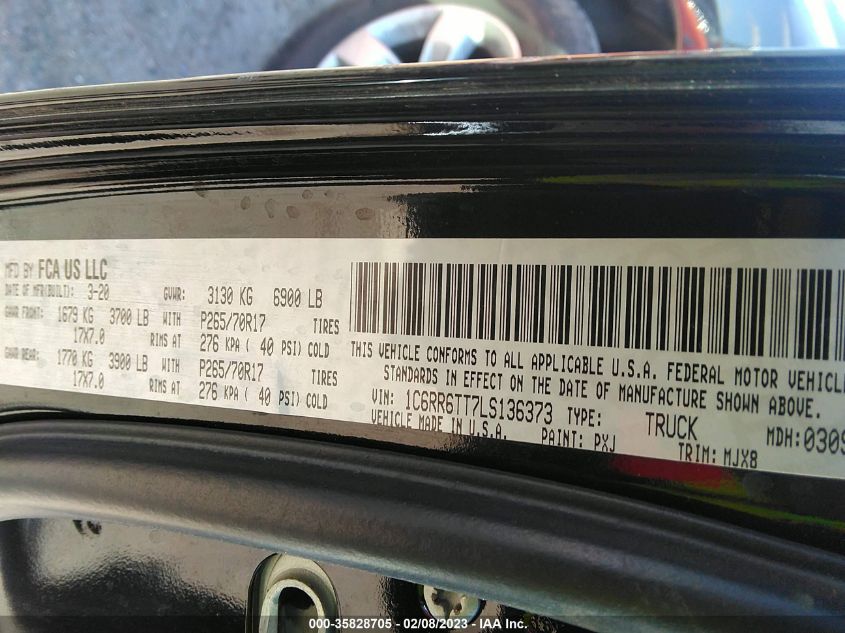 MFD BY FCA US LLC
DATE OF MFR(BUILT): 3-20 GVWR: 3130 KG 6900 LB
GAWR FRONT: 1679 KG 3700 LB WITH P265/70R17 TIRES
17X7.0 RIMS AT 276 KPA( 40 PSI) COLD
GAWR REAR: 1770 KG 3900 LB WITH P265/70R17 TIRES
17X7.0 RIMS AT 276 KPA( 40 PSI) COLD
THIS VEHICLE CONFORMS TO ALL APPLICABLE U.S.A. FEDERAL MOTOR VEHICLE
STANDARDS IN EFFECT ON THE DATE OF MANUFACTURE SHOWN ABOVE.
VIN: 1C6RR6TT7LS136373 TYPE: TRUCK MDH:0309
VEHICLE MADE IN U.S.A. PAINT: PXJ TRIM: MJX8
000-35828705 - 02/08/2023 - IAA Inc.